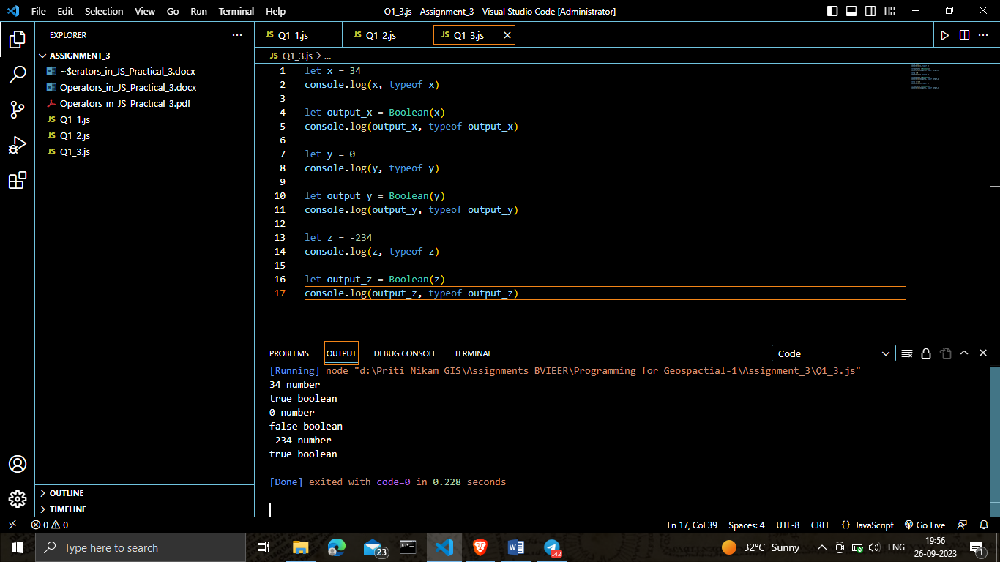 File Edit Selection View Go Run Terminal Help
Q1_3.js - Assignment_3 - Visual Studio Code [Administrator]
EXPLORER ...
ASSIGNMENT_3
~$erators_in_JS_Practical_3.docx
Operators_in_JS_Practical_3.docx
Operators_in_JS_Practical_3.pdf
JS Q1_1.js
JS Q1_2.js
JS Q1_3.js
OUTLINE
TIMELINE
JS Q1_1.js JS Q1_2.js JS Q1_3.js
JS Q1_3.js > ...
1 let x = 34
2 console.log(x, typeof x)
3
4 let output_x = Boolean(x)
5 console.log(output_x, typeof output_x)
6
7 let y = 0
8 console.log(y, typeof y)
9
10 let output_y = Boolean(y)
11 console.log(output_y, typeof output_y)
12
13 let z = -234
14 console.log(z, typeof z)
15
16 let output_z = Boolean(z)
17 console.log(output_z, typeof output_z)
PROBLEMS OUTPUT DEBUG CONSOLE TERMINAL Code
[Running] node "d:\Priti Nikam GIS\Assignments BVIEER\Programming for Geospactial-1\Assignment_3\Q1_3.js"
34 number
true boolean
0 number
false boolean
-234 number
true boolean
[Done] exited with code=0 in 0.228 seconds
0 0 Ln 17, Col 39 Spaces: 4 UTF-8 CRLF {} JavaScript Go Live
Type here to search 23 42 32°C Sunny ENG 19:56
26-09-2023 1